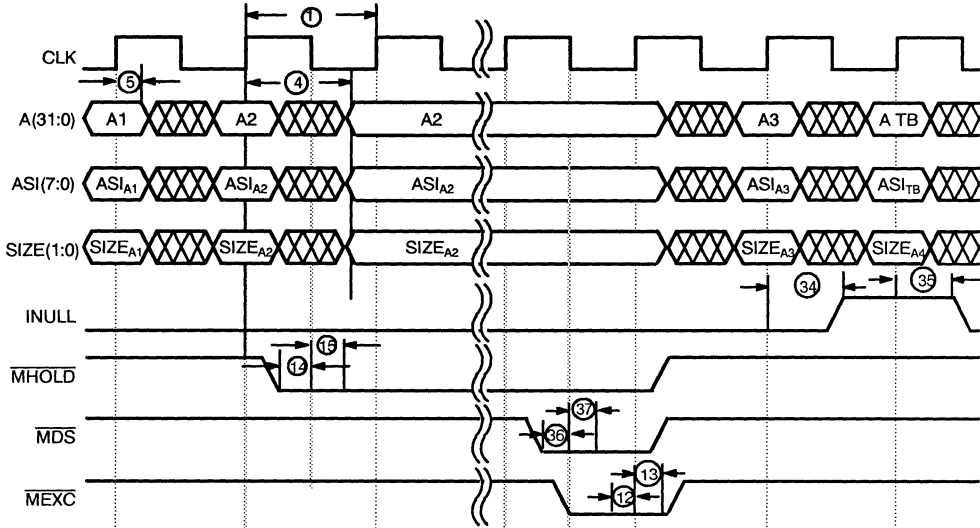 1
CLK
5
4
A(31:0) A1 A2 A2 A3 A TB
ASI(7:0) ASIA1 ASIA2 ASIA2 ASIA3 ASITB
SIZE(1:0) SIZEA1 SIZEA2 SIZEA2 SIZEA3 SIZEA4
34 35
INULL
15
MHOLD 14
37
MDS 36
13
MEXC 12